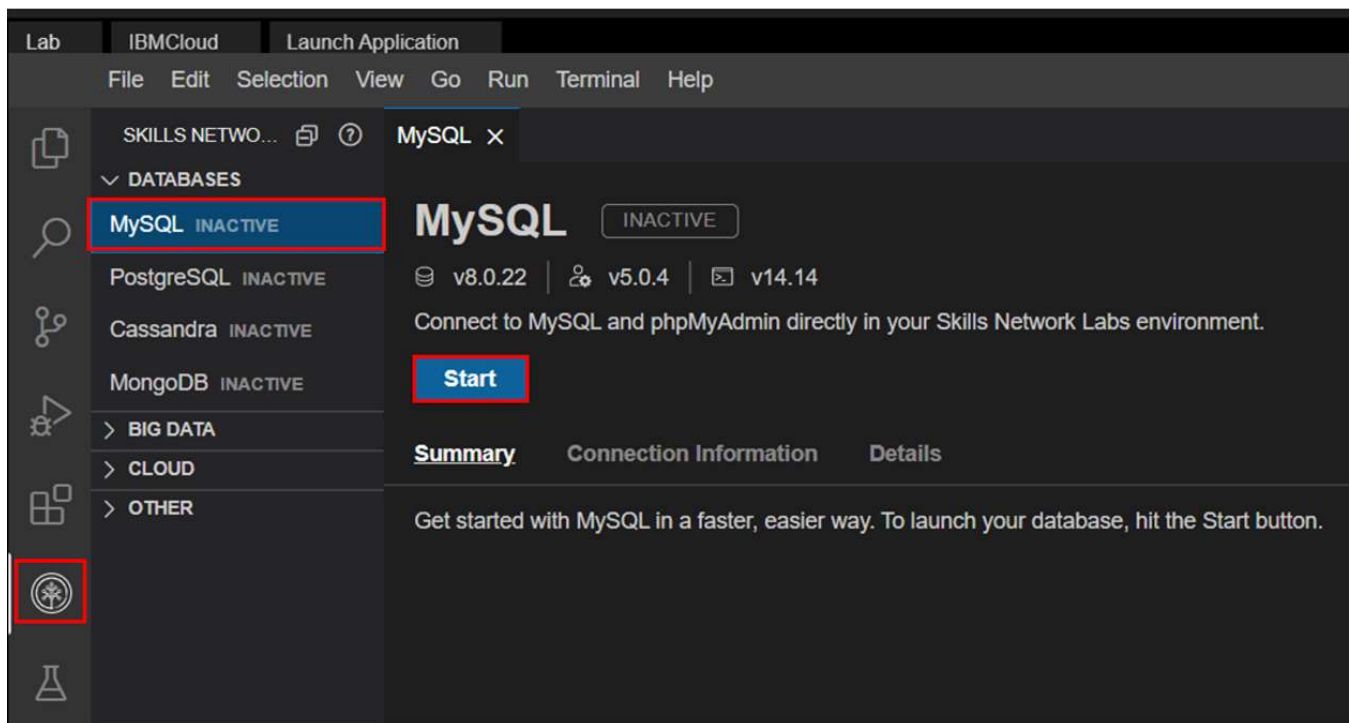 Lab IBMCloud Launch Application
File Edit Selection View Go Run Terminal Help
SKILLS NETWO...
DATABASES
MySQL INACTIVE
PostgreSQL INACTIVE
Cassandra INACTIVE
MongoDB INACTIVE
BIG DATA
CLOUD
OTHER
MySQL
MySQL INACTIVE
v8.0.22 v5.0.4 v14.14
Connect to MySQL and phpMyAdmin directly in your Skills Network Labs environment.
Start
Summary Connection Information Details
Get started with MySQL in a faster, easier way. To launch your database, hit the Start button.